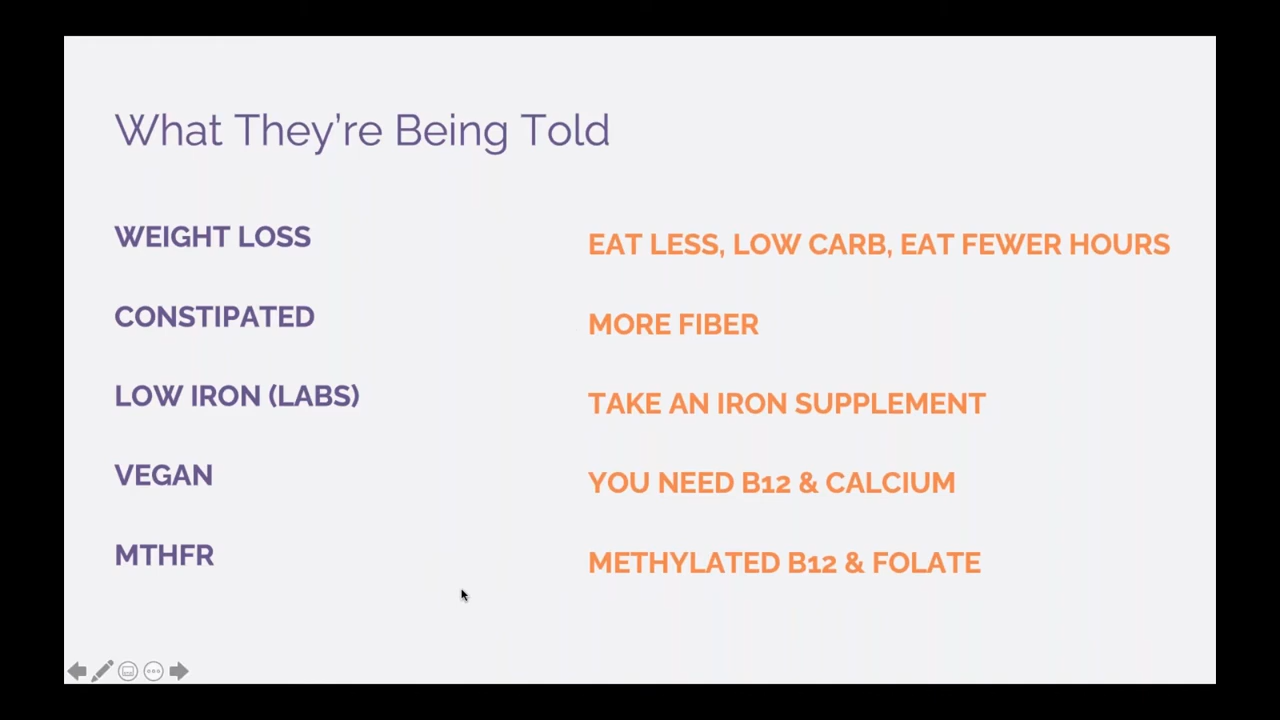 What They're Being Told
WEIGHT LOSS
EAT LESS, LOW CARB, EAT FEWER HOURS
CONSTIPATED
MORE FIBER
LOW IRON (LABS)
TAKE AN IRON SUPPLEMENT
VEGAN
YOU NEED B12 & CALCIUM
MTHFR
METHYLATED B12 & FOLATE